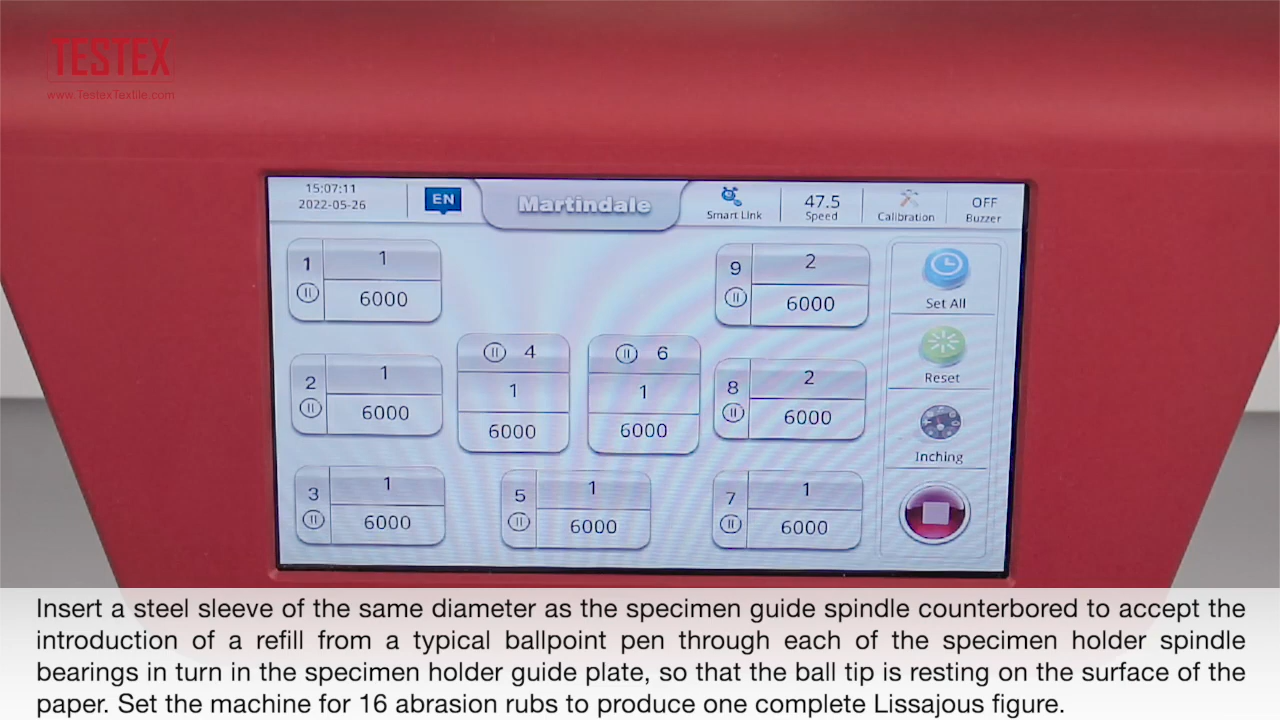 TESTEX
www.TestexTextile.com
15:07:11
2022-05-26
EN
Martindale
Smart Link
47.5
Speed
Calibration
OFF
Buzzer
1
1
6000
9
2
6000
Set All
4
1
6000
6
1
6000
Reset
2
1
6000
8
2
6000
Inching
3
1
6000
5
1
6000
7
1
6000
Insert a steel sleeve of the same diameter as the specimen guide spindle counterbored to accept the
introduction of a refill from a typical ballpoint pen through each of the specimen holder spindle
bearings in turn in the specimen holder guide plate, so that the ball tip is resting on the surface of the
paper. Set the machine for 16 abrasion rubs to produce one complete Lissajous figure.